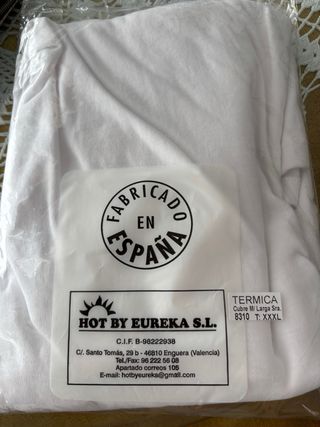 FABRICADO
EN
ESPAÑA
HOT BY EUREKA S.L.
C.I.F. B-98222938
C/. Santo Tomás, 29 b - 46810 Enguera (Valencia)
Tel./Fax: 96 222 56 08
Apartado correos 106
E-mail: hotbyeureka@gmail.com
TERMICA
Cubre M/ Larga Sra.
8310 T: XXXL